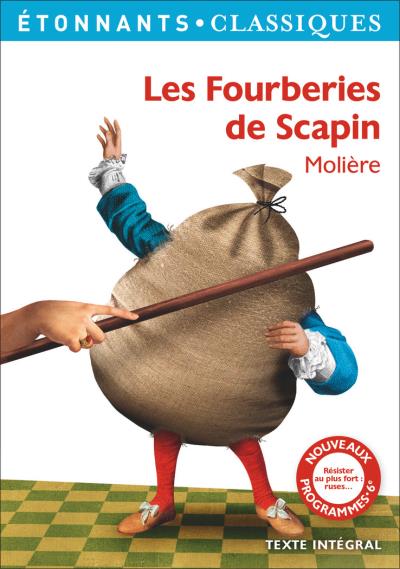 ÉTONNANTS • CLASSIQUES
Les Fourberies
de Scapin
Molière
NOUVEAUX
Résister
au plus fort :
ruses...
PROGRAMMES • 6e
TEXTE INTÉGRAL